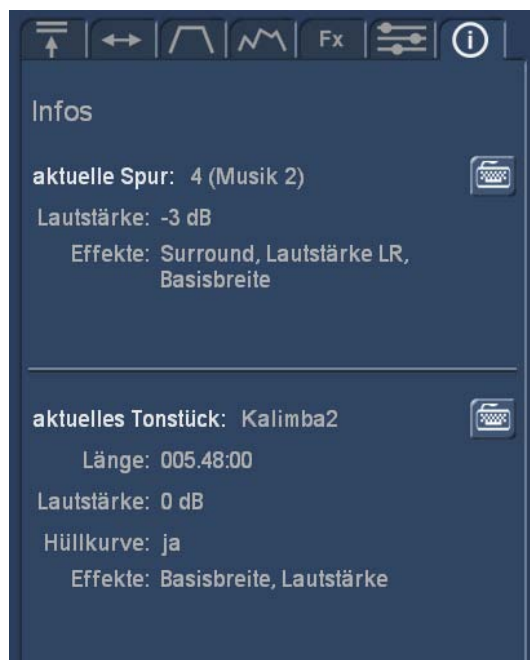 Fx
Infos
aktuelle Spur: 4 (Musik 2)
Lautstärke: -3 dB
Effekte: Surround, Lautstärke LR,
Basisbreite
aktuelles Tonstück: Kalimba2
Länge: 005.48:00
Lautstärke: 0 dB
Hüllkurve: ja
Effekte: Basisbreite, Lautstärke